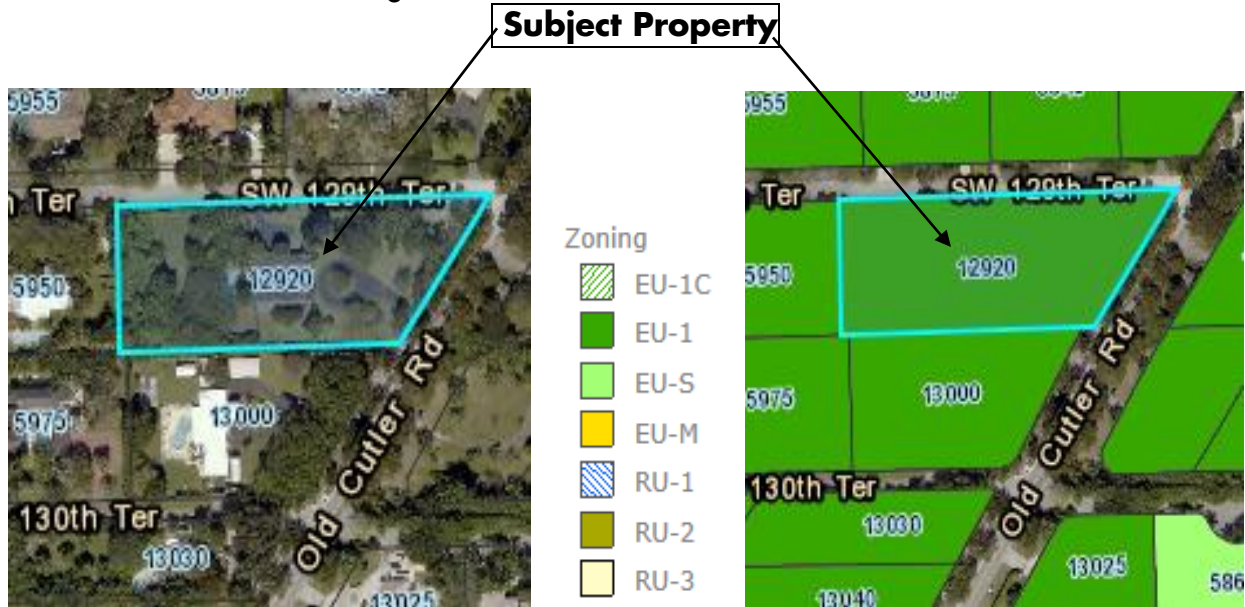 Subject Property
5955
SW 129th Ter
Ter
12920
5950
5975
13000
Old Cutler Rd
130th Ter
13030
13025
Zoning
EU-1C
EU-1
EU-S
EU-M
RU-1
RU-2
RU-3
5955
Ter
SW 129th Ter
5950
12920
5975
13000
Old Cutler Rd
130th Ter
13030
13025
13040
586